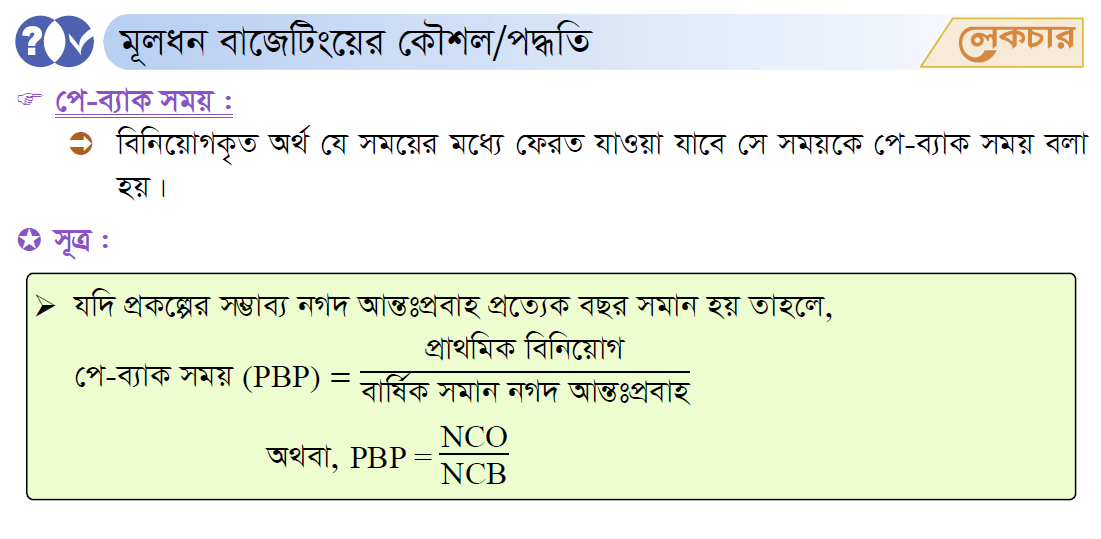 মূলধন বাজেটিংয়ের কৌশল/পদ্ধতি
লেকচার
পে-ব্যাক সময় :
বিনিয়োগকৃত অর্থ যে সময়ের মধ্যে ফেরত যাওয়া যাবে সে সময়কে পে-ব্যাক সময় বলা
হয়।
সূত্র :
যদি প্রকল্পের সম্ভাব্য নগদ আন্তঃপ্রবাহ প্রত্যেক বছর সমান হয় তাহলে,
প্রাথমিক বিনিয়োগ
পে-ব্যাক সময় (PBP) =
বার্ষিক সমান নগদ আন্তঃপ্রবাহ
NCO
অথবা, PBP =
NCB